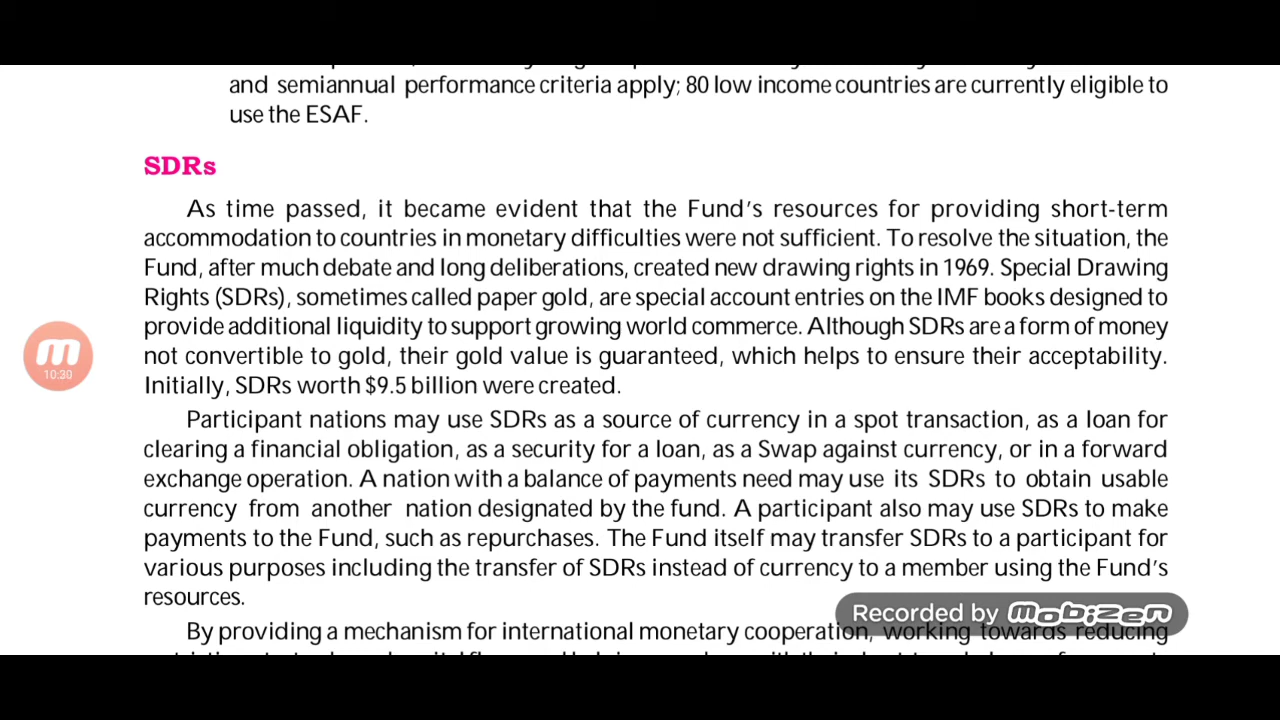 and semiannual performance criteria apply; 80 low income countries are currently eligible to
use the ESAF.
SDRs
As time passed, it became evident that the Fund's resources for providing short-term
accommodation to countries in monetary difficulties were not sufficient. To resolve the situation, the
Fund, after much debate and long deliberations, created new drawing rights in 1969. Special Drawing
Rights (SDRs), sometimes called paper gold, are special account entries on the IMF books designed to
provide additional liquidity to support growing world commerce. Although SDRs are a form of money
not convertible to gold, their gold value is guaranteed, which helps to ensure their acceptability.
Initially, SDRs worth $9.5 billion were created.
Participant nations may use SDRs as a source of currency in a spot transaction, as a loan for
clearing a financial obligation, as a security for a loan, as a Swap against currency, or in a forward
exchange operation. A nation with a balance of payments need may use its SDRs to obtain usable
currency from another nation designated by the fund. A participant also may use SDRs to make
payments to the Fund, such as repurchases. The Fund itself may transfer SDRs to a participant for
various purposes including the transfer of SDRs instead of currency to a member using the Fund's
resources.
By providing a mechanism for international monetary cooperation, working towards reducing
m
10:30
Recorded by mobizen